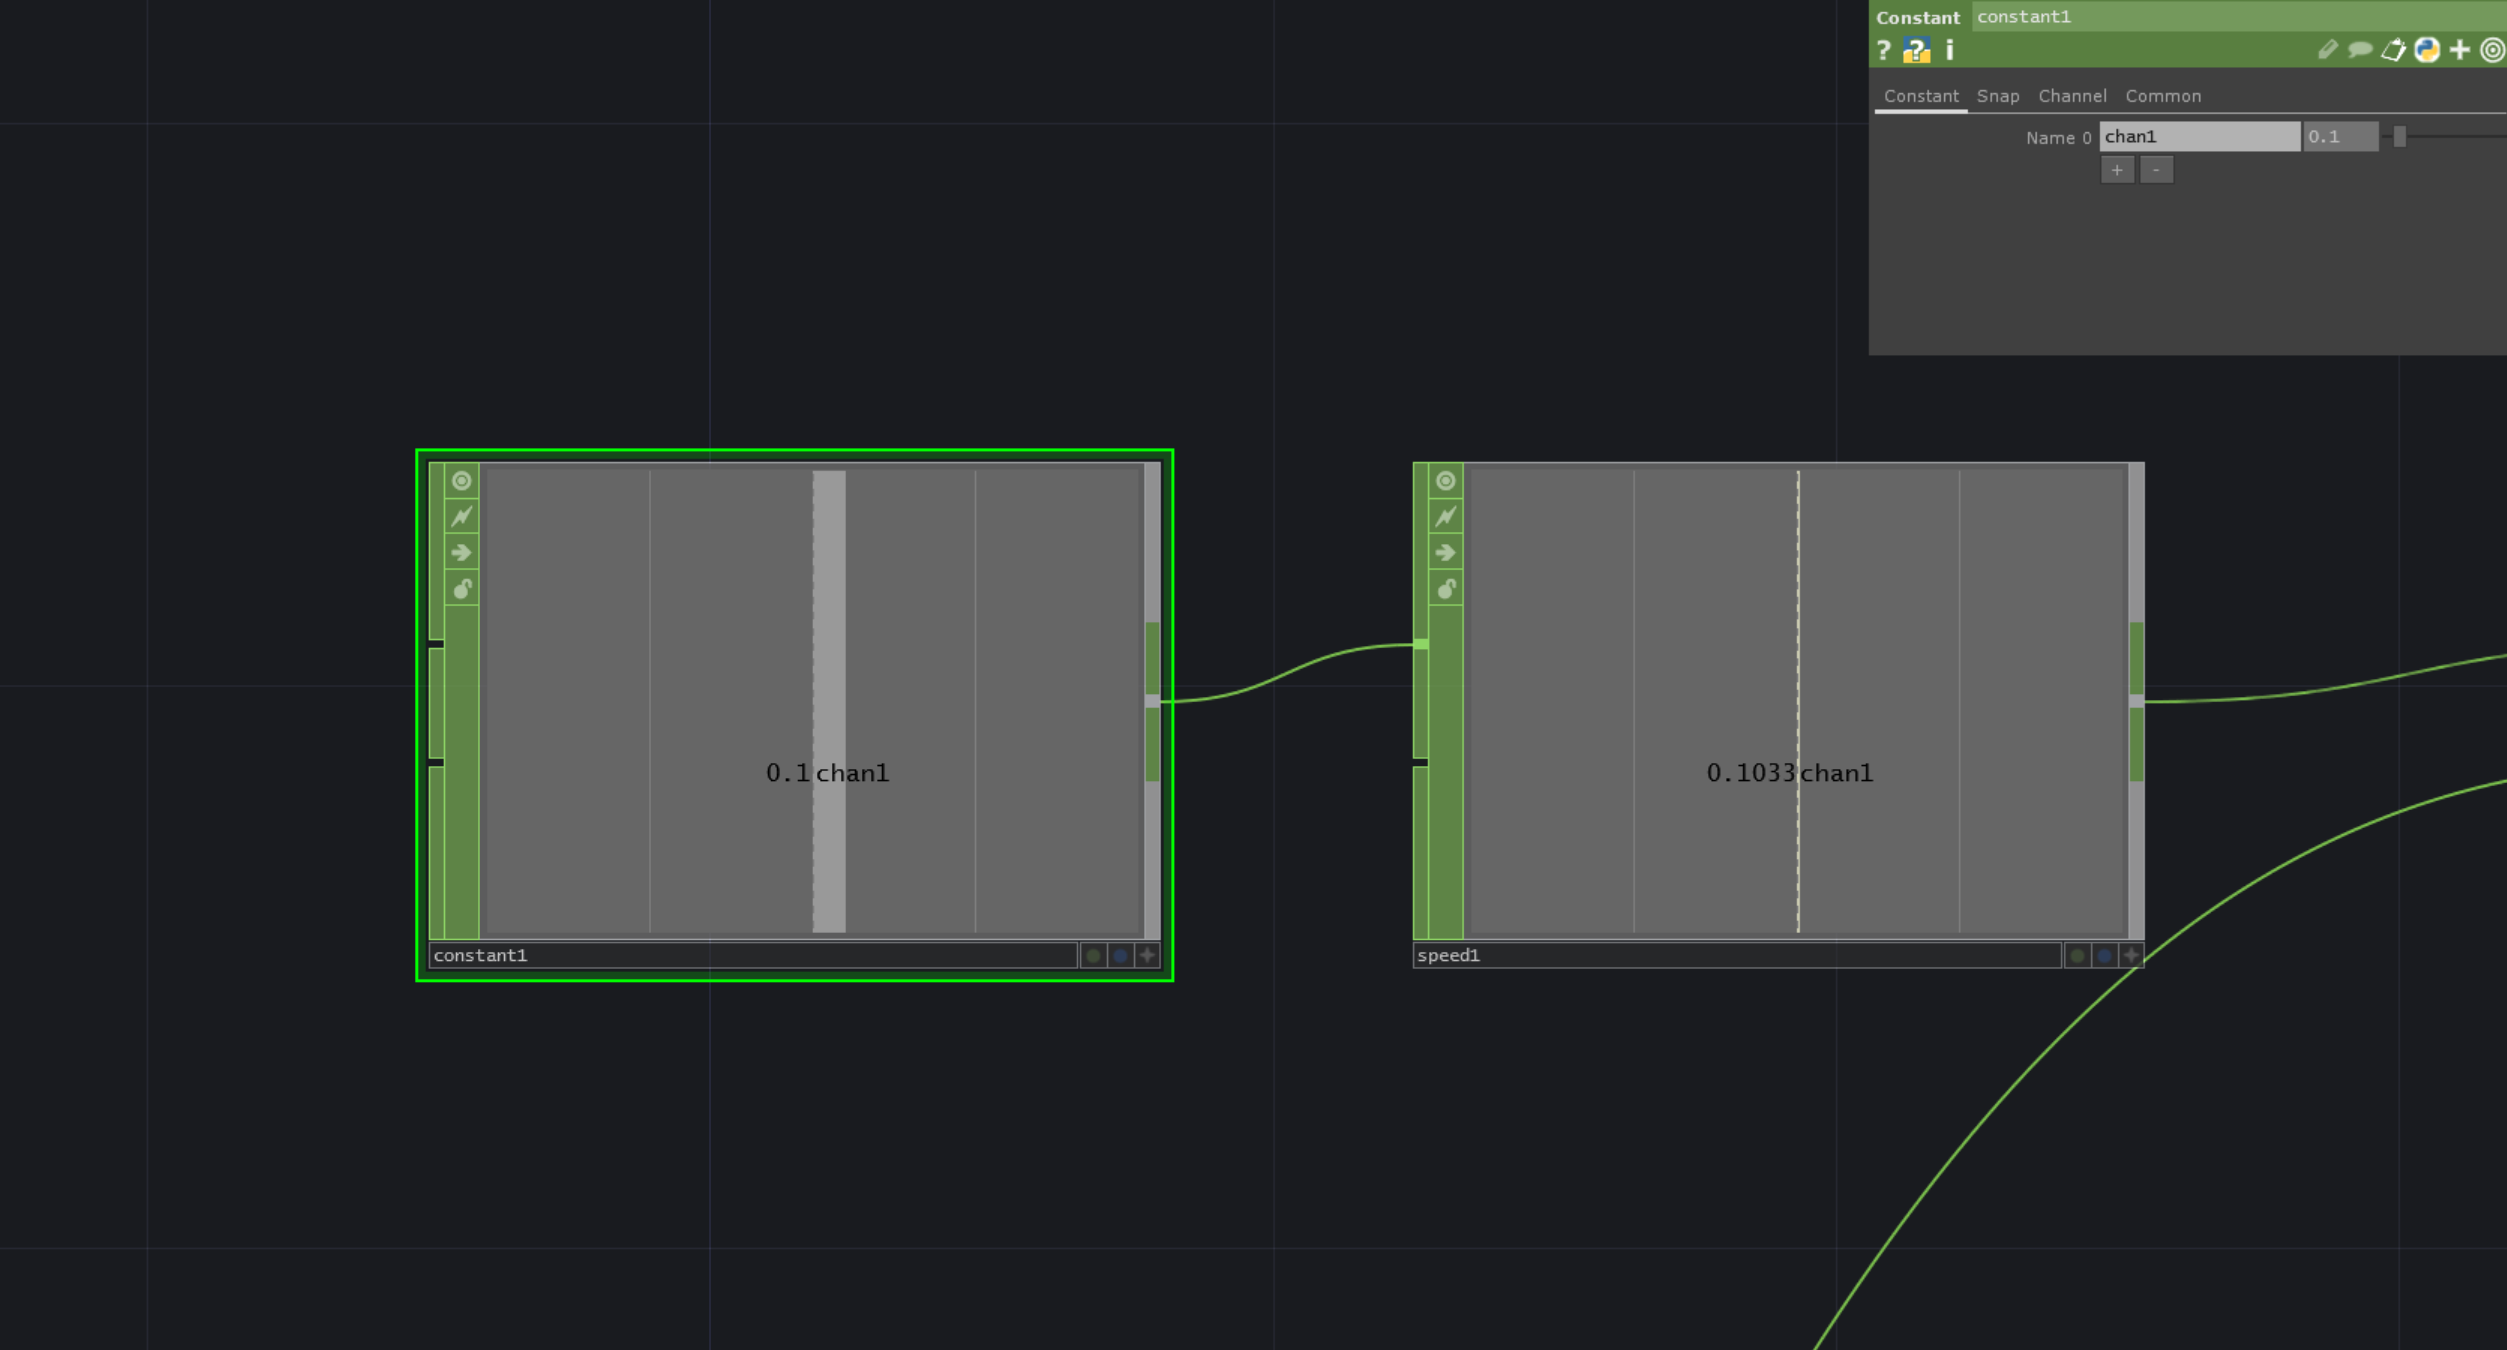 Constant constant1
? ? i
Constant Snap Channel Common
Name 0 chan1 0.1
+ -
0.1 chan1
0.1033 chan1
constant1
speed1